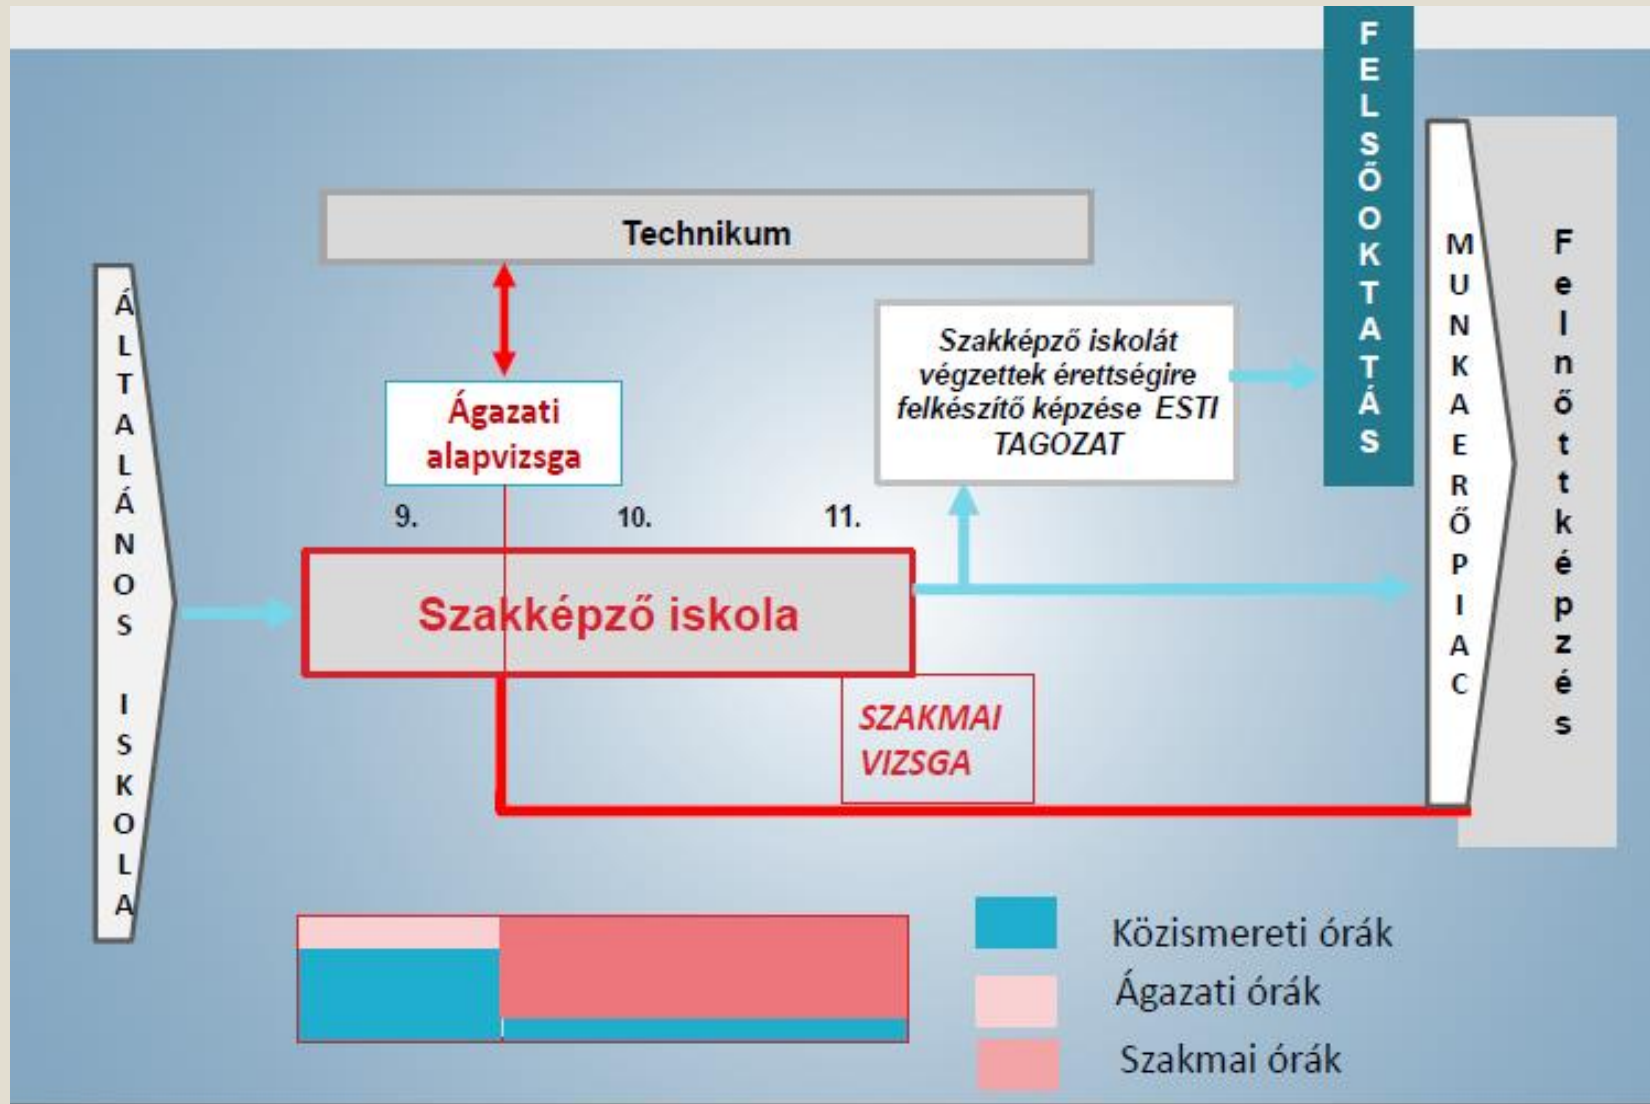 FELSŐOKTATÁS
Technikum
MUNKAERŐPIAC
Felnőttképzés
ÁLTALÁNOS ISKOLA
Szakképző iskolát
végzettek érettségire
felkészítő képzése ESTI
TAGOZAT
Ágazati
alapvizsga
9. 10. 11.
Szakképző iskola
SZAKMAI
VIZSGA
Közismereti órák
Ágazati órák
Szakmai órák